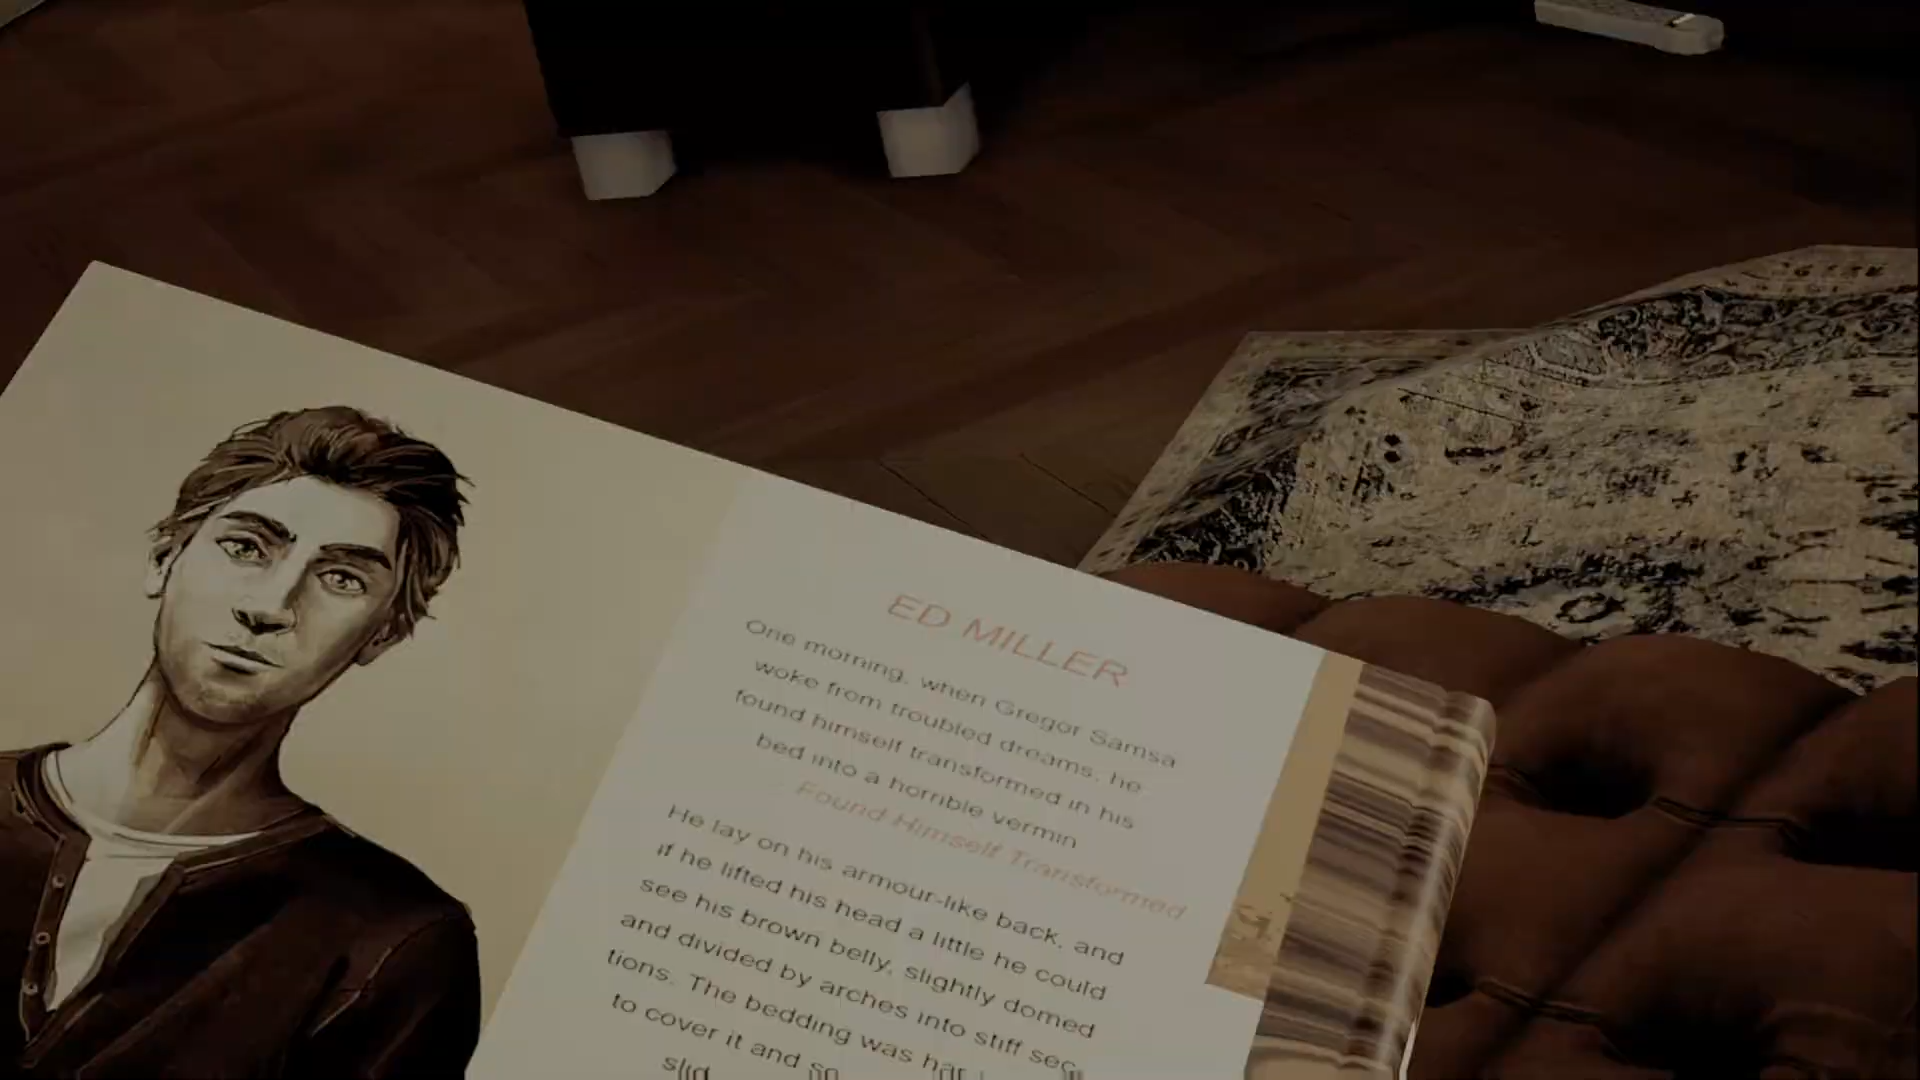 ED MILLER
One morning, when Gregor Samsa
woke from troubled dreams, he
found himself transformed in his
bed into a horrible vermin
Found Himself Transformed
He lay on his armour-like back, and
if he lifted his head a little he could
see his brown belly, slightly domed
and divided by arches into stiff sec
tions. The bedding was har
to cover it and so
slid